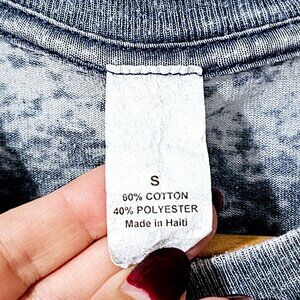 S
60% COTTON
40% POLYESTER
Made in Haiti